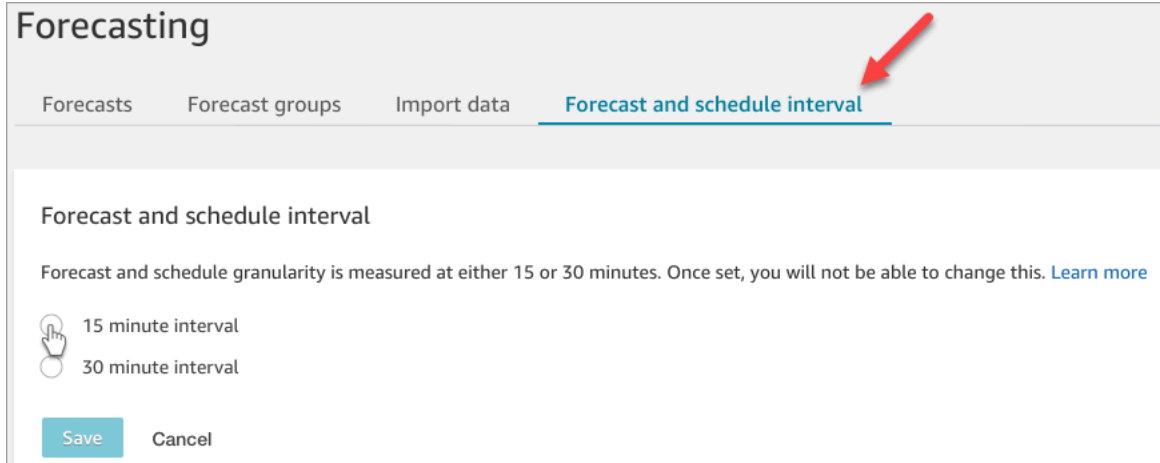 Forecasting
Forecasts Forecast groups Import data Forecast and schedule interval
Forecast and schedule interval
Forecast and schedule granularity is measured at either 15 or 30 minutes. Once set, you will not be able to change this. Learn more
15 minute interval
30 minute interval
Save Cancel